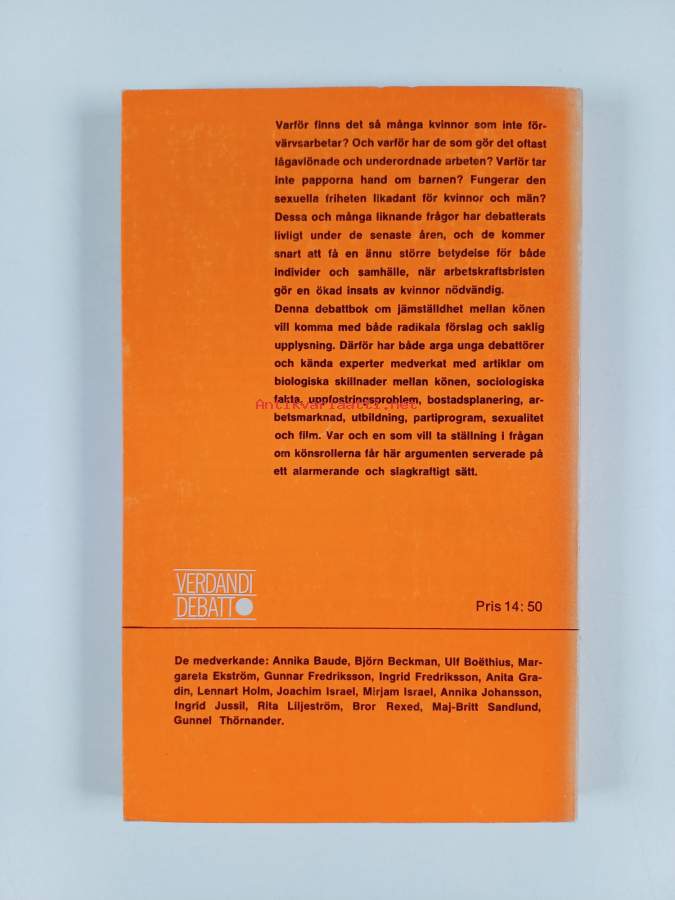 Varför finns det så många kvinnor som inte för-
värvsarbetar? Och varför har de som gör det oftast
lågavlönade och underordnade arbeten? Varför tar
inte papporna hand om barnen? Fungerar den
sexuella friheten likadant för kvinnor och män?
Dessa och många liknande frågor har debatterats
livligt under de senaste åren, och de kommer
snart att få en ännu större betydelse för både
individer och samhälle, när arbetskraftsbristen
gör en ökad insats av kvinnor nödvändig.
Denna debattbok om jämställdhet mellan könen
vill komma med både radikala förslag och saklig
upplysning. Därför har både arga unga debattörer
och kända experter medverkat med artiklar om
biologiska skillnader mellan könen, sociologiska
fakta, uppfostringsproblem, bostadsplanering, ar-
Antikvariaatti.net
betsmarknad, utbildning, partiprogram, sexualitet
och film. Var och en som vill ta ställning i frågan
om könsrollerna får här argumenten serverade på
ett alarmerande och slagkraftigt sätt.
VERDANDI
DEBATT
Pris 14:50
De medverkande: Annika Baude, Björn Beckman, Ulf Boëthius, Mar-
gareta Ekström, Gunnar Fredriksson, Ingrid Fredriksson, Anita Gra-
din, Lennart Holm, Joachim Israel, Mirjam Israel, Annika Johansson,
Ingrid Jussil, Rita Liljeström, Bror Rexed, Maj-Britt Sandlund,
Gunnel Thörnander.